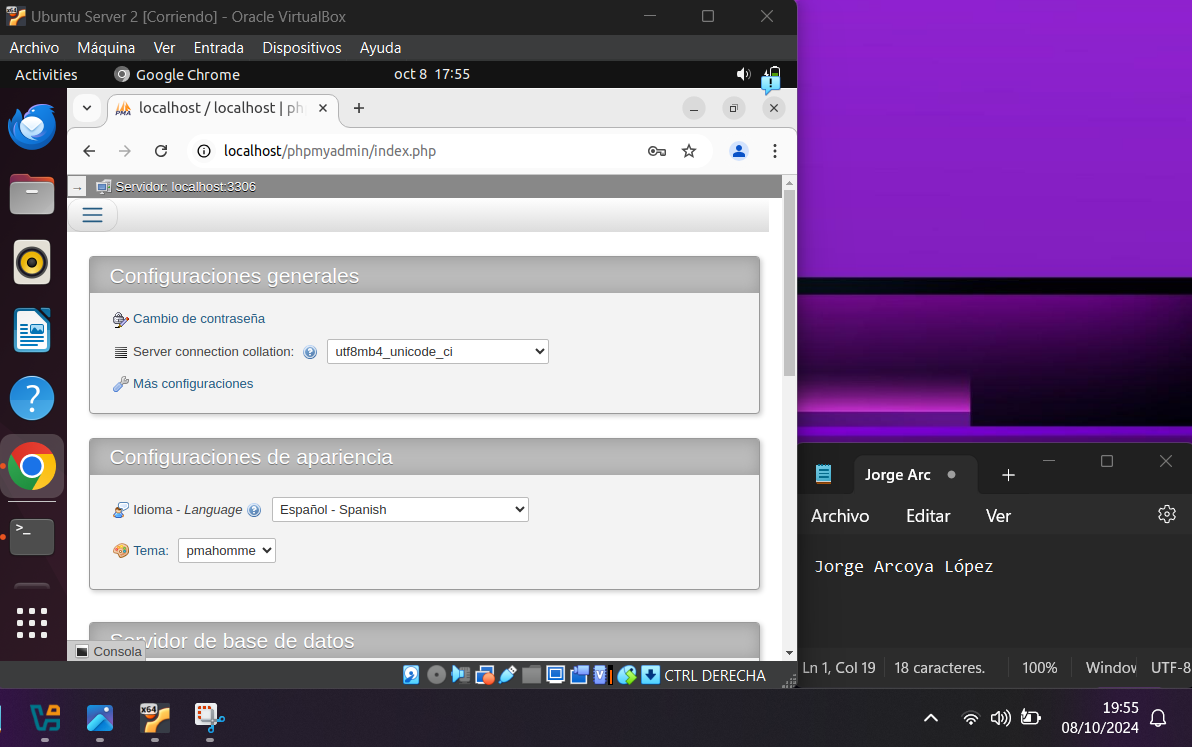 Ubuntu Server 2 [Corriendo] - Oracle VirtualBox
Archivo Máquina Ver Entrada Dispositivos Ayuda
Activities Google Chrome oct 8 17:55
localhost / localhost | ph
localhost/phpmyadmin/index.php
Servidor: localhost:3306
Configuraciones generales
Cambio de contraseña
Server connection collation: utf8mb4_unicode_ci
Más configuraciones
Configuraciones de apariencia
Idioma - Language Español - Spanish
Tema: pmahomme
Servidor de base de datos
Consola
CTRL DERECHA
Jorge Arc
Archivo Editar Ver
Jorge Arcoya López
Ln 1, Col 19 18 caracteres. 100% Window UTF-8
19:55
08/10/2024